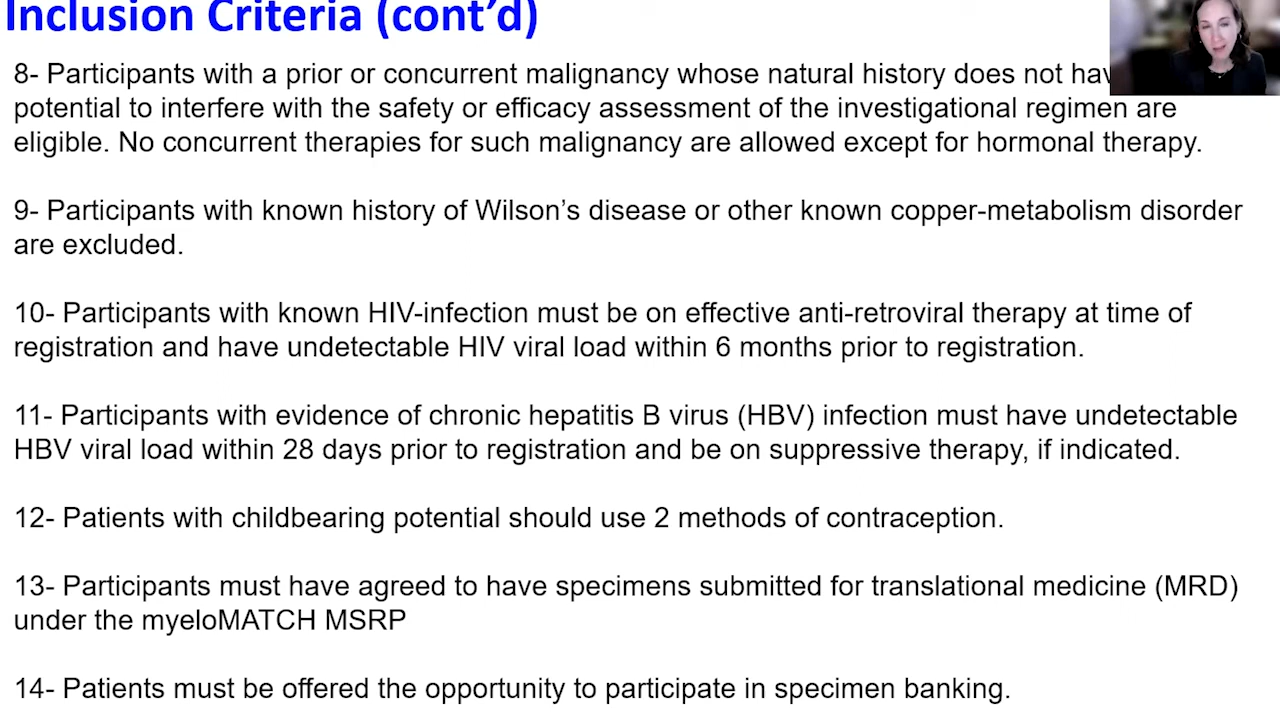 Inclusion Criteria (cont'd)
8- Participants with a prior or concurrent malignancy whose natural history does not
potential to interfere with the safety or efficacy assessment of the investigational regimen are
eligible. No concurrent therapies for such malignancy are allowed except for hormonal therapy.
9- Participants with known history of Wilson's disease or other known copper-metabolism disorder
are excluded.
10- Participants with known HIV-infection must be on effective anti-retroviral therapy at time of
registration and have undetectable HIV viral load within 6 months prior to registration.
11- Participants with evidence of chronic hepatitis B virus (HBV) infection must have undetectable
HBV viral load within 28 days prior to registration and be on suppressive therapy, if indicated.
12- Patients with childbearing potential should use 2 methods of contraception.
13- Participants must have agreed to have specimens submitted for translational medicine (MRD)
under the myeloMATCH MSRP
14- Patients must be offered the opportunity to participate in specimen banking.